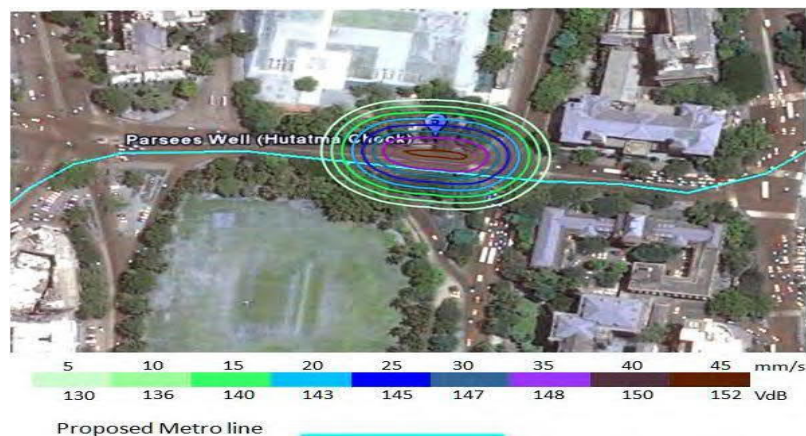 Parsees Well (Hutatma Chock)
5 10 15 20 25 30 35 40 45 mm/s
130 136 140 143 145 147 148 150 152 VdB
Proposed Metro line